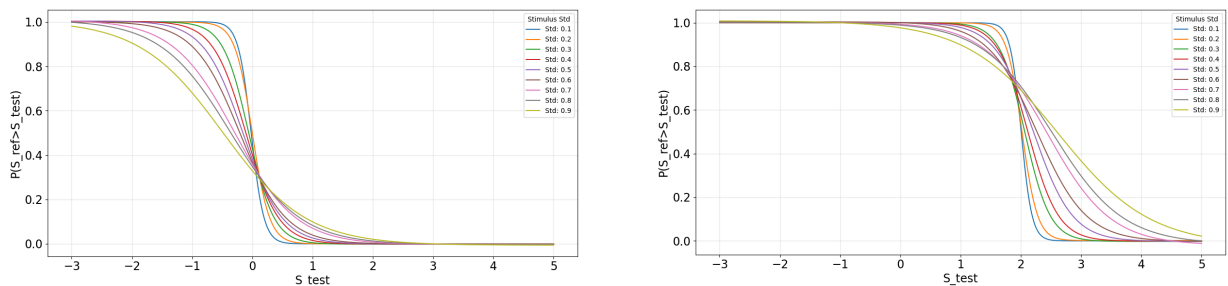 P(S_ref>S_test)
1.0
0.8
0.6
0.4
0.2
0.0
−3
−2
−1
0
1
2
3
4
5
S_test
Stimulus Std
Std: 0.1
Std: 0.2
Std: 0.3
Std: 0.4
Std: 0.5
Std: 0.6
Std: 0.7
Std: 0.8
Std: 0.9
P(S_ref>S_test)
1.0
0.8
0.6
0.4
0.2
0.0
−3
−2
−1
0
1
2
3
4
5
S_test
Stimulus Std
Std: 0.1
Std: 0.2
Std: 0.3
Std: 0.4
Std: 0.5
Std: 0.6
Std: 0.7
Std: 0.8
Std: 0.9